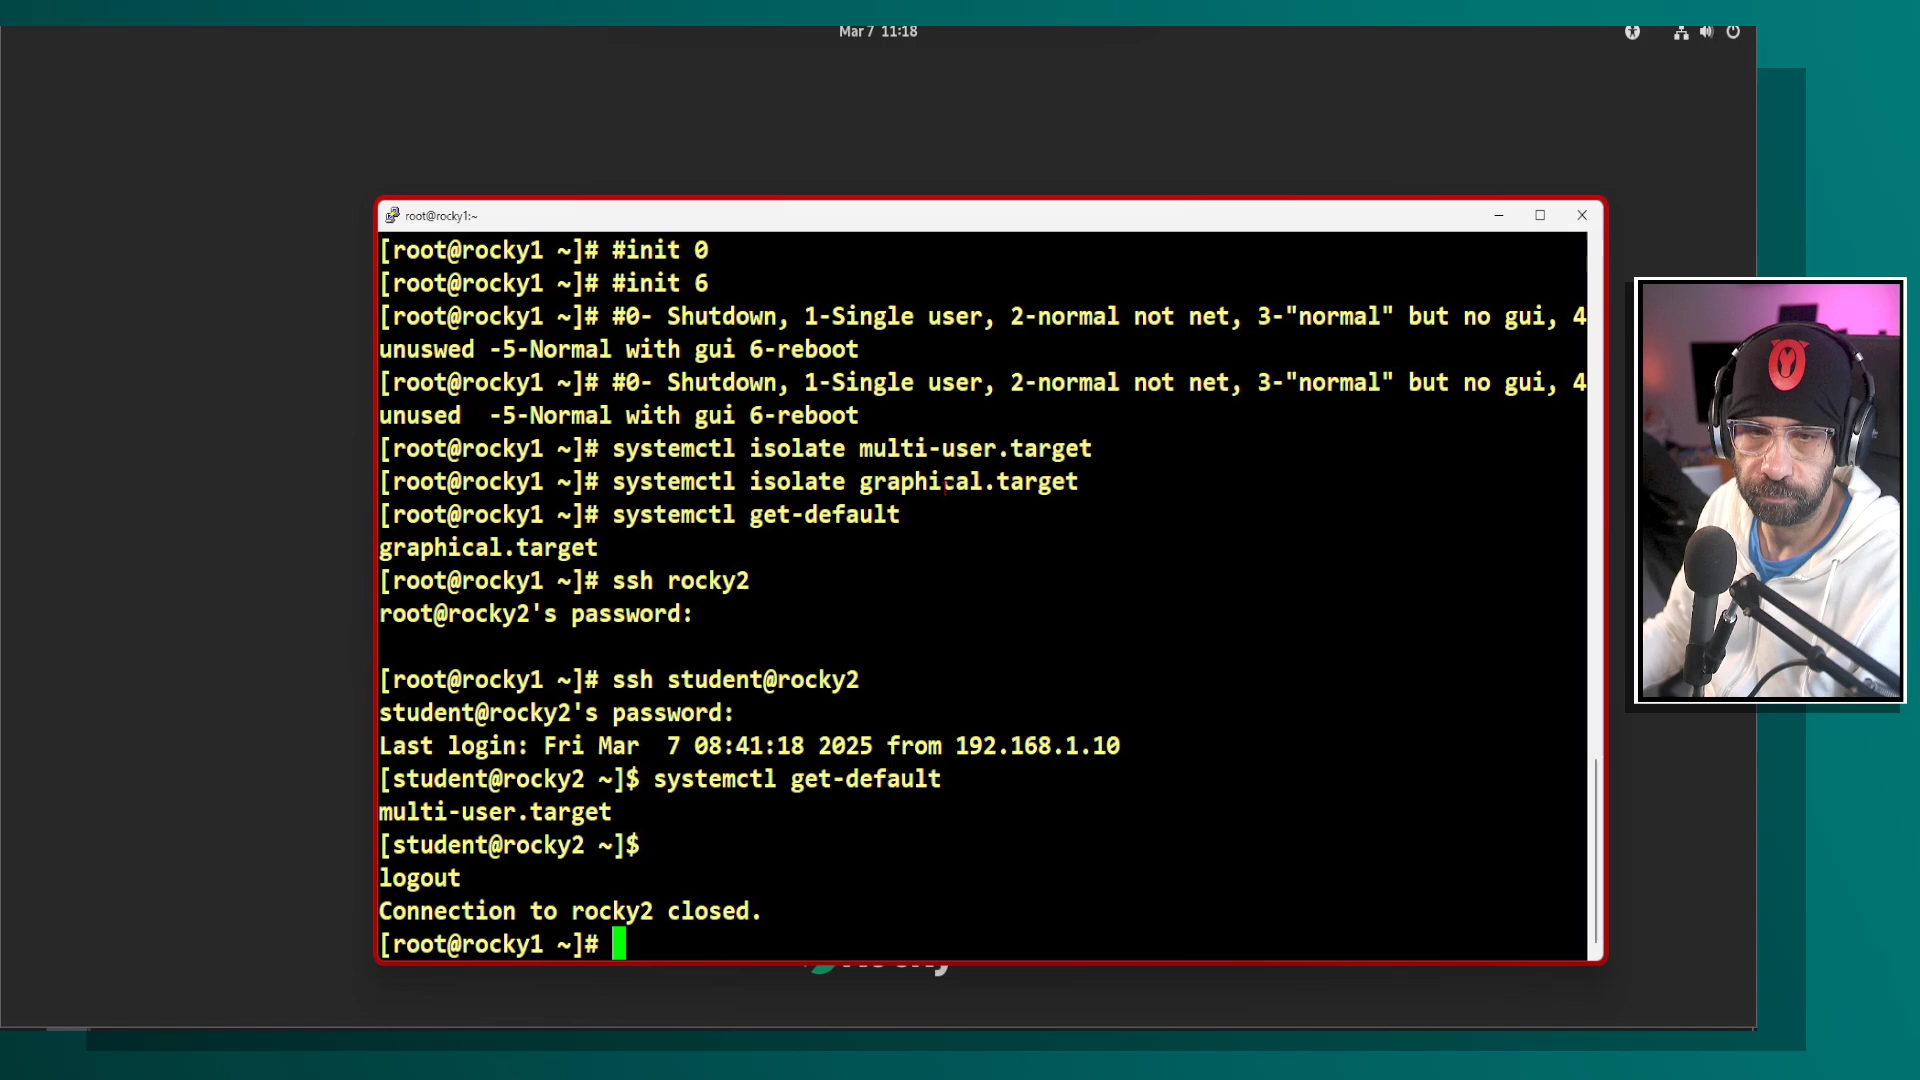 Mar 7 11:18
root@rocky1:~
[root@rocky1 ~]# #init 0
[root@rocky1 ~]# #init 6
[root@rocky1 ~]# #0- Shutdown, 1-Single user, 2-normal not net, 3-"normal" but no gui, 4
unuswed -5-Normal with gui 6-reboot
[root@rocky1 ~]# #0- Shutdown, 1-Single user, 2-normal not net, 3-"normal" but no gui, 4
unused  -5-Normal with gui 6-reboot
[root@rocky1 ~]# systemctl isolate multi-user.target
[root@rocky1 ~]# systemctl isolate graphical.target
[root@rocky1 ~]# systemctl get-default
graphical.target
[root@rocky1 ~]# ssh rocky2
root@rocky2's password:
[root@rocky1 ~]# ssh student@rocky2
student@rocky2's password:
Last login: Fri Mar  7 08:41:18 2025 from 192.168.1.10
[student@rocky2 ~]$ systemctl get-default
multi-user.target
[student@rocky2 ~]$
logout
Connection to rocky2 closed.
[root@rocky1 ~]#